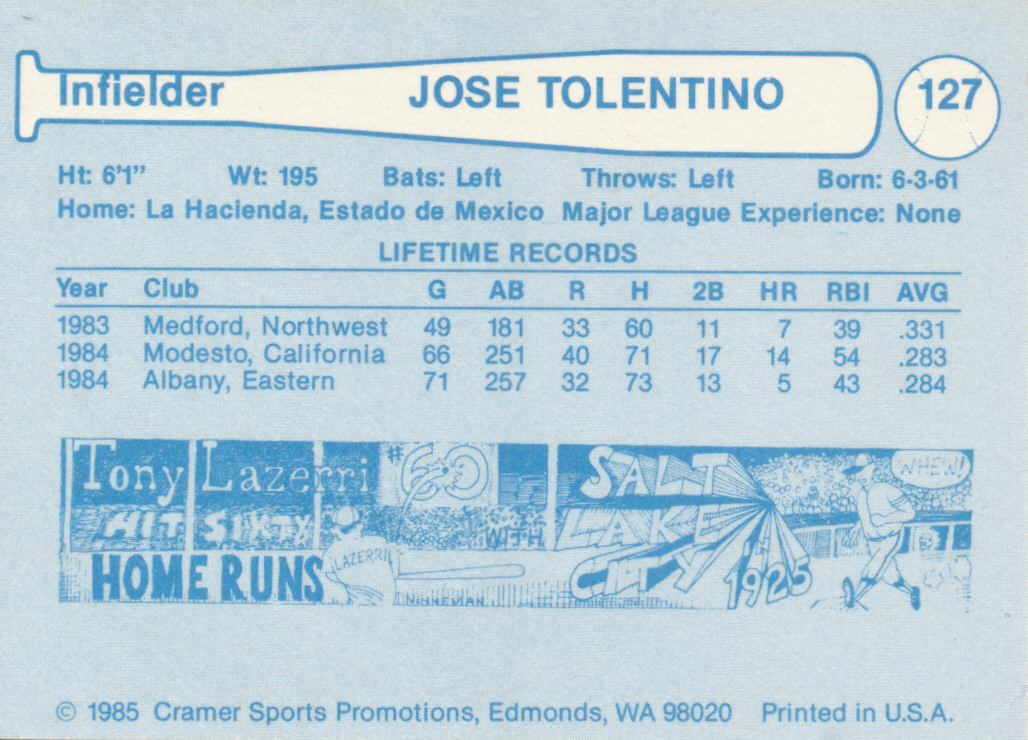 Infielder JOSE TOLENTINO 127
Ht: 6'1" Wt: 195 Bats: Left Throws: Left Born: 6-3-61
Home: La Hacienda, Estado de Mexico Major League Experience: None
LIFETIME RECORDS
Year Club G AB R H 2B HR RBI AVG
1983 Medford, Northwest 49 181 33 60 11 7 39 .331
1984 Modesto, California 66 251 40 71 17 14 54 .283
1984 Albany, Eastern 71 257 32 73 13 5 43 .284
Tony Lazerri #60
HIT SIXTY
HOME RUNS
LAZERRI
WITH
NINNEMAN
SALT
LAKE
CITY
IN
1925
WHEW!
© 1985 Cramer Sports Promotions, Edmonds, WA 98020 Printed in U.S.A.